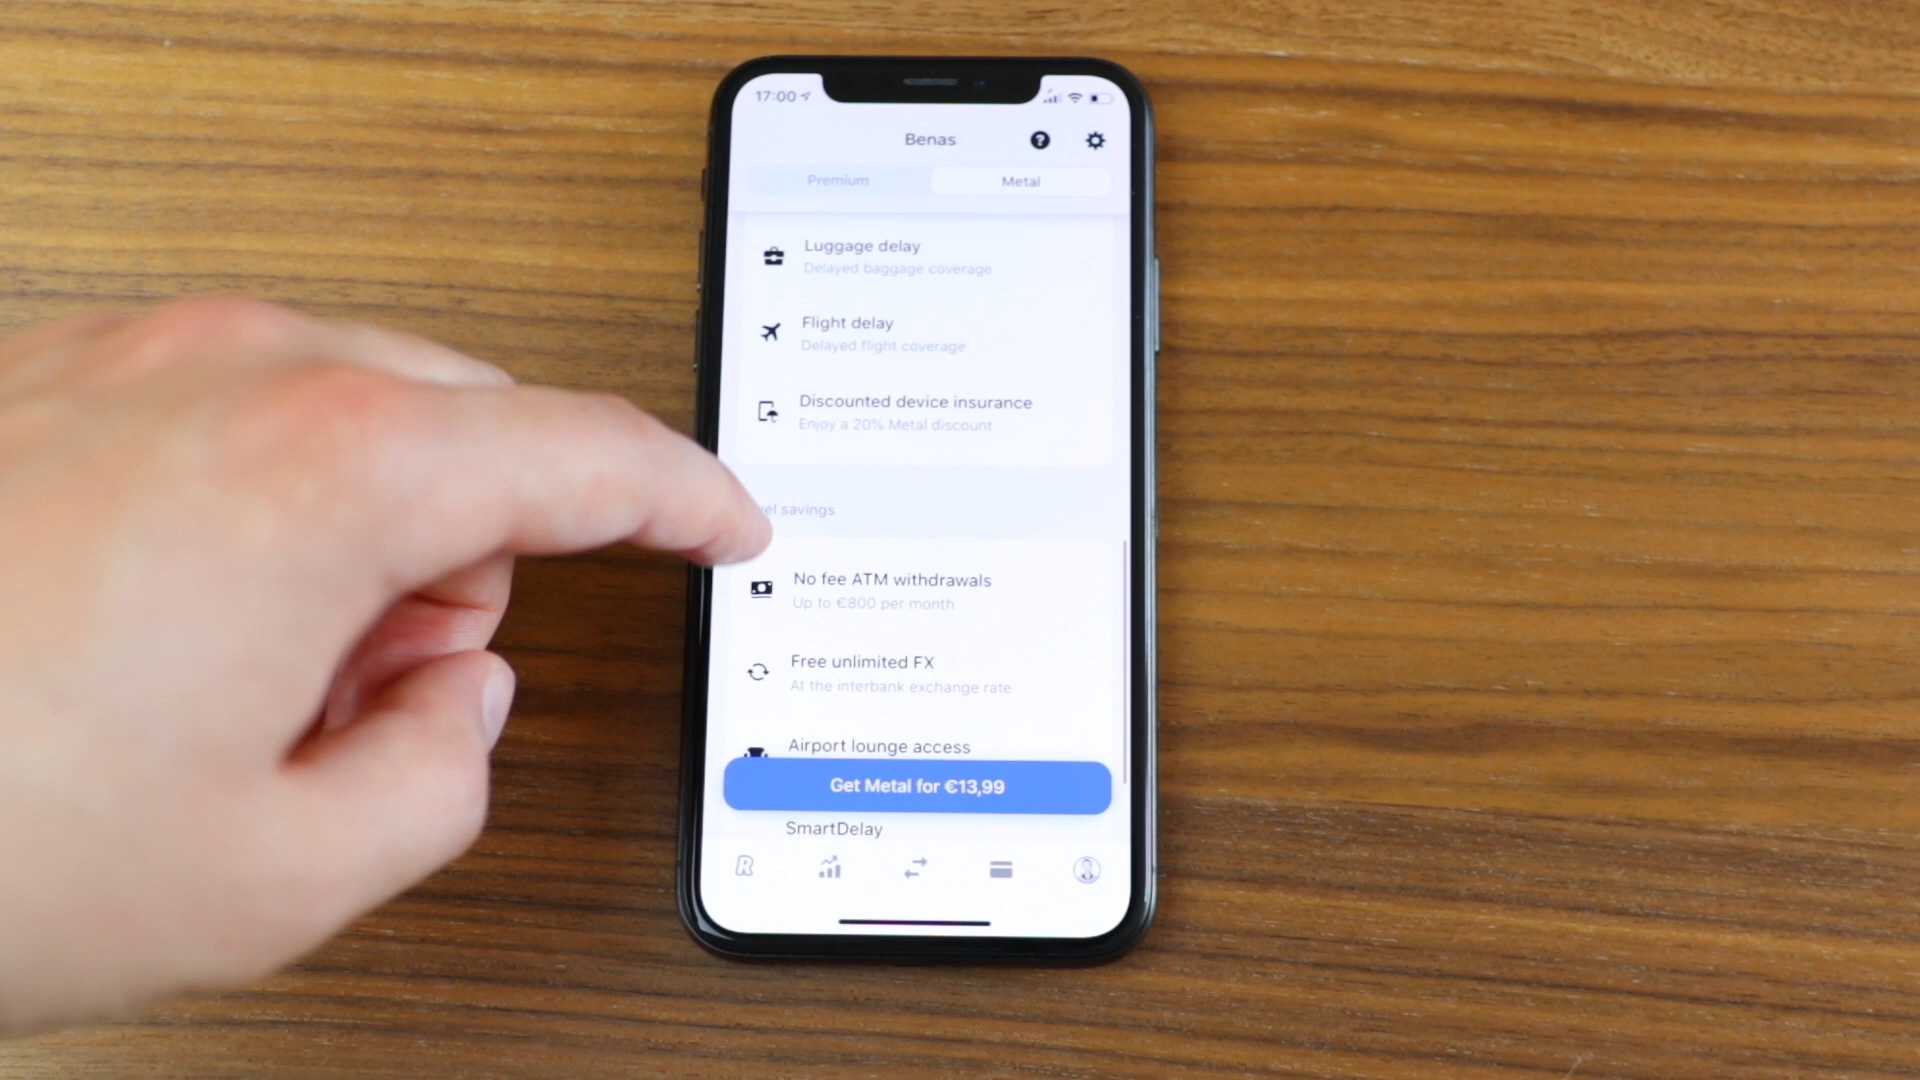 17:00
Benas
Premium
Metal
Luggage delay
Delayed baggage coverage
Flight delay
Delayed flight coverage
Discounted device insurance
Enjoy a 20% Metal discount
savings
No fee ATM withdrawals
Up to €800 per month
Free unlimited FX
At the interbank exchange rate
Airport lounge access
Get Metal for €13,99
SmartDelay
R